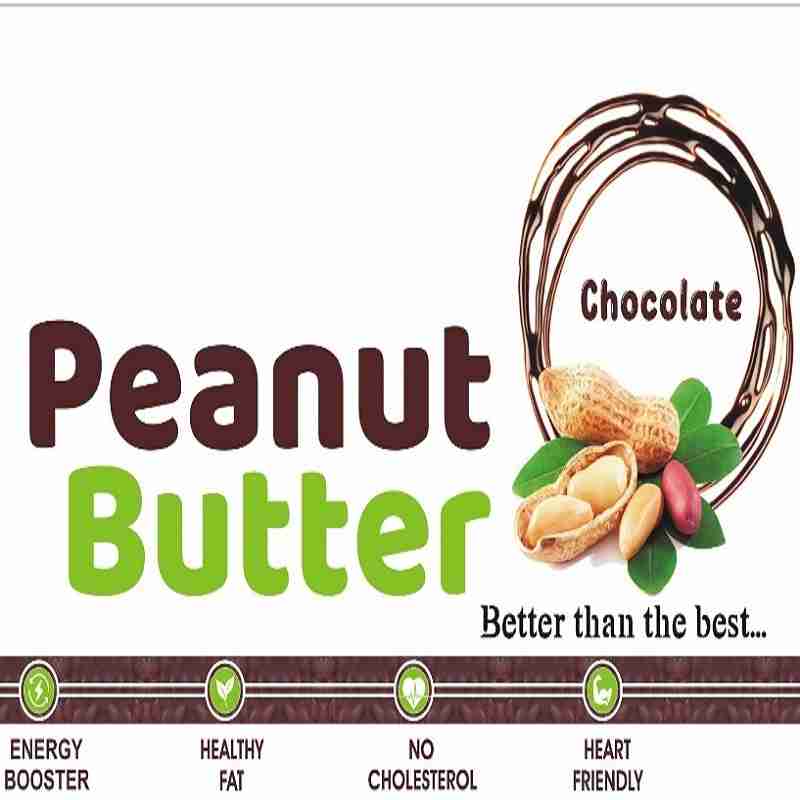 Chocolate
Peanut
Butter
Better than the best...
ENERGY
BOOSTER
HEALTHY
FAT
NO
CHOLESTEROL
HEART
FRIENDLY